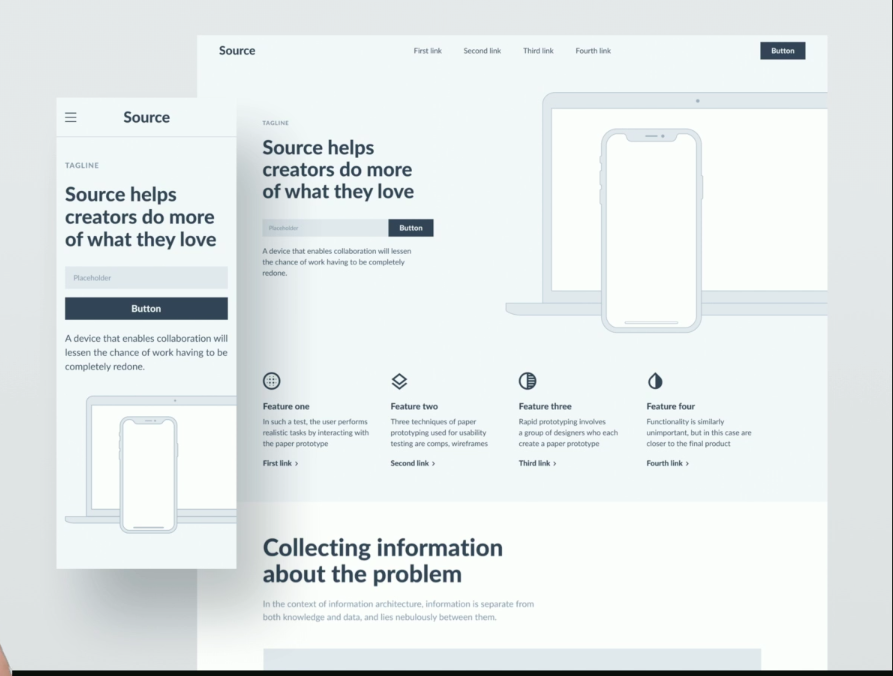 Source
First link
Second link
Third link
Fourth link
Button
TAGLINE
Source helps
creators do more
of what they love
Placeholder
Button
A device that enables collaboration will lessen
the chance of work having to be completely
redone.
Feature one
In such a test, the user performs
realistic tasks by interacting with
the paper prototype
First link ›
Feature two
Three techniques of paper
prototyping used for usability
testing are comps, wireframes
Second link ›
Feature three
Rapid prototyping involves
a group of designers who each
create a paper prototype
Third link ›
Feature four
Functionality is similarly
unimportant, but in this case are
closer to the final product
Fourth link ›
Collecting information
about the problem
In the context of information architecture, information is separate from
both knowledge and data, and lies nebulously between them.
Source
TAGLINE
Source helps
creators do more
of what they love
Placeholder
Button
A device that enables collaboration will
lessen the chance of work having to be
completely redone.